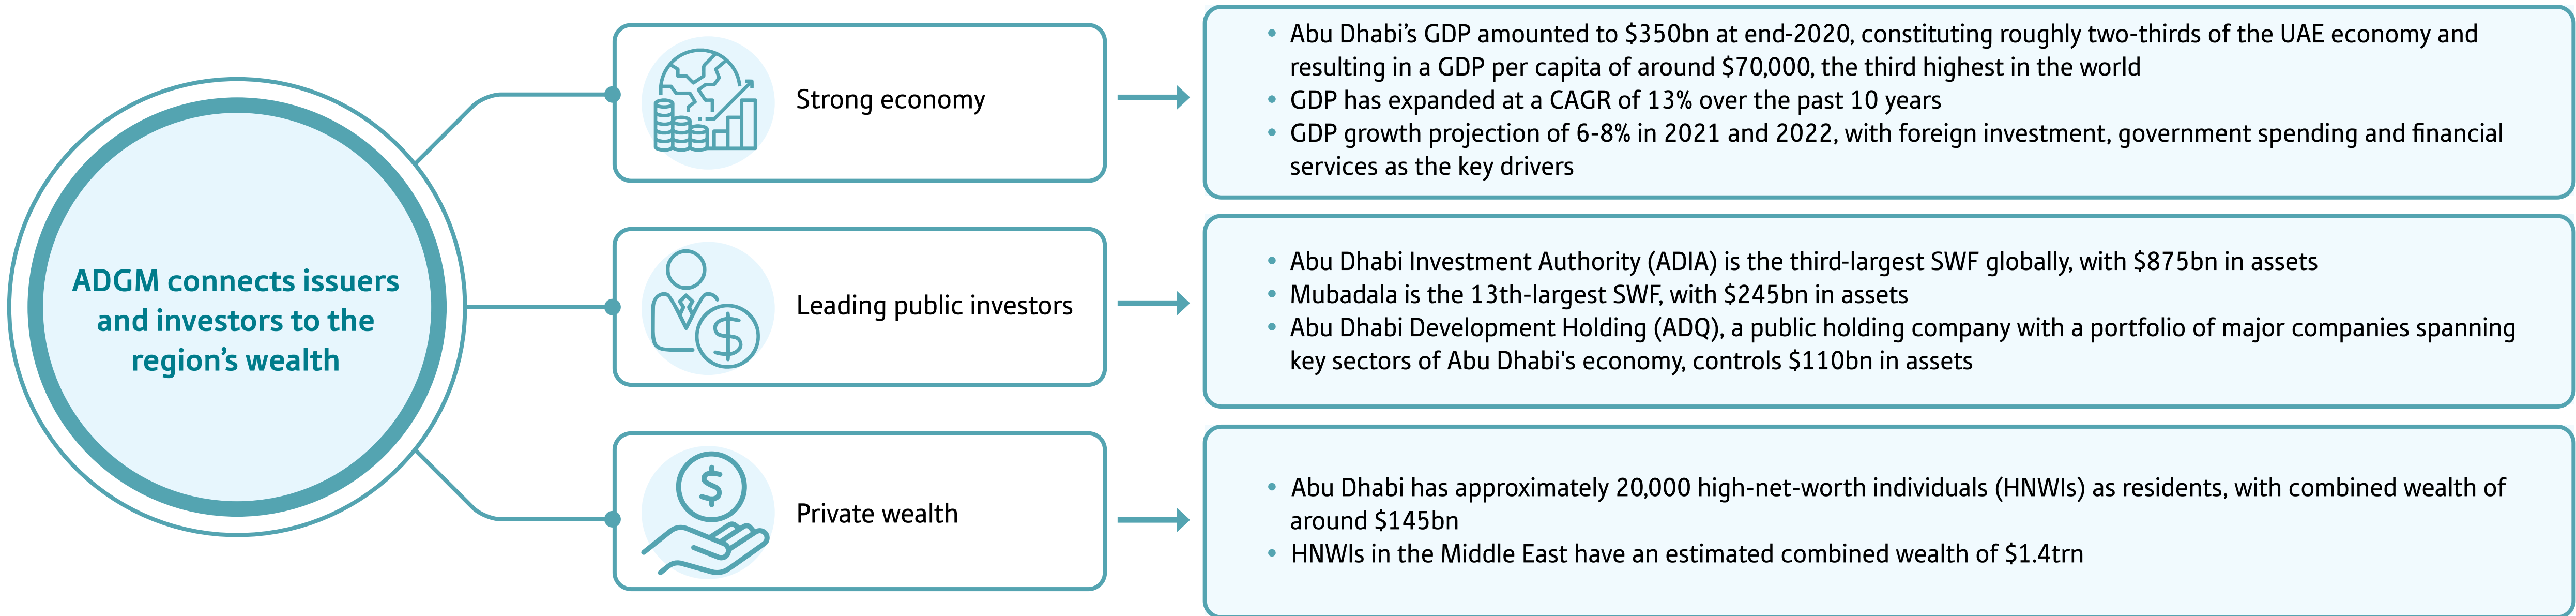 ADGM connects issuers
and investors to the
region’s wealth
Strong economy
• Abu Dhabi’s GDP amounted to $350bn at end-2020, constituting roughly two-thirds of the UAE economy and
resulting in a GDP per capita of around $70,000, the third highest in the world
• GDP has expanded at a CAGR of 13% over the past 10 years
• GDP growth projection of 6-8% in 2021 and 2022, with foreign investment, government spending and financial
services as the key drivers
Leading public investors
• Abu Dhabi Investment Authority (ADIA) is the third-largest SWF globally, with $875bn in assets
• Mubadala is the 13th-largest SWF, with $245bn in assets
• Abu Dhabi Development Holding (ADQ), a public holding company with a portfolio of major companies spanning
key sectors of Abu Dhabi's economy, controls $110bn in assets
Private wealth
• Abu Dhabi has approximately 20,000 high-net-worth individuals (HNWIs) as residents, with combined wealth of
around $145bn
• HNWIs in the Middle East have an estimated combined wealth of $1.4trn